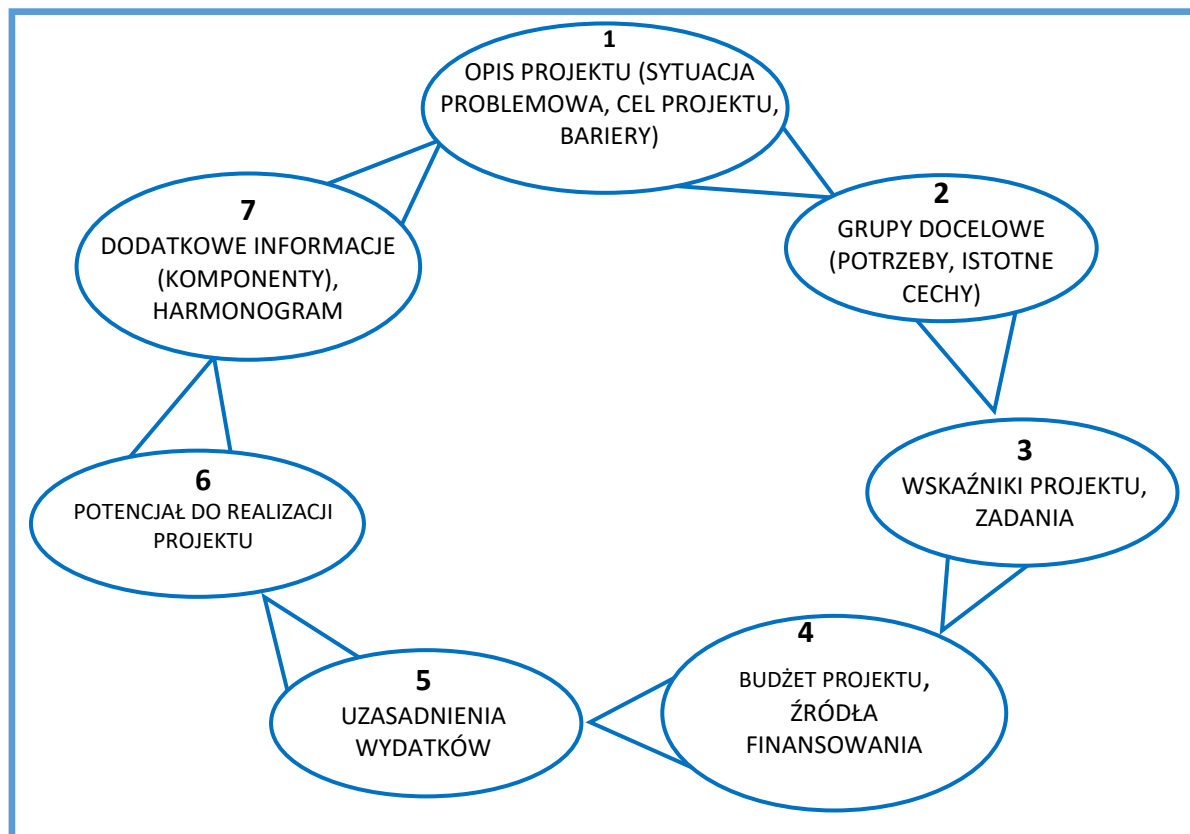 1
OPIS PROJEKTU (SYTUACJA
PROBLEMOWA, CEL PROJEKTU,
BARIERY)
2
GRUPY DOCELOWE
(POTRZEBY, ISTOTNE
CECHY)
3
WSKAŹNIKI PROJEKTU,
ZADANIA
4
BUDŻET PROJEKTU,
ŹRÓDŁA
FINANSOWANIA
5
UZASADNIENIA
WYDATKÓW
6
POTENCJAŁ DO REALIZACJI
PROJEKTU
7
DODATKOWE INFORMACJE
(KOMPONENTY),
HARMONOGRAM